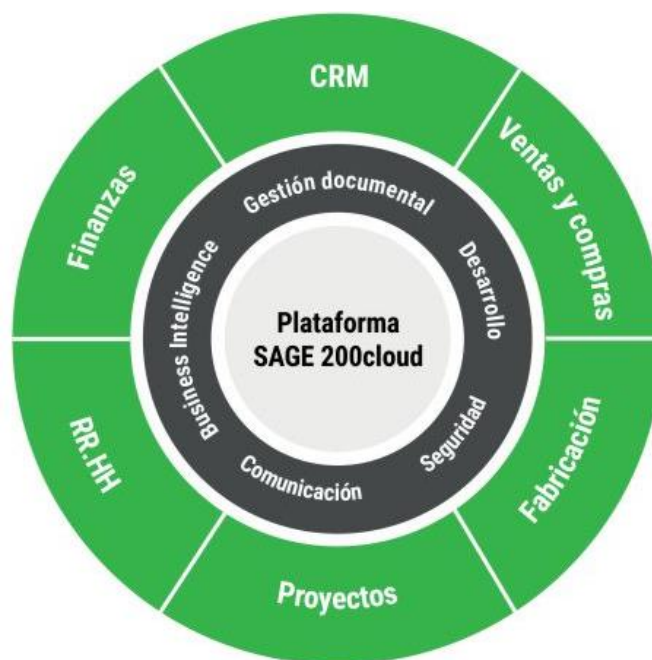 CRM
Ventas y compras
Fabricación
Proyectos
RR.HH
Finanzas
Gestión documental
Desarrollo
Seguridad
Comunicación
Business Intelligence
Plataforma
SAGE 200cloud